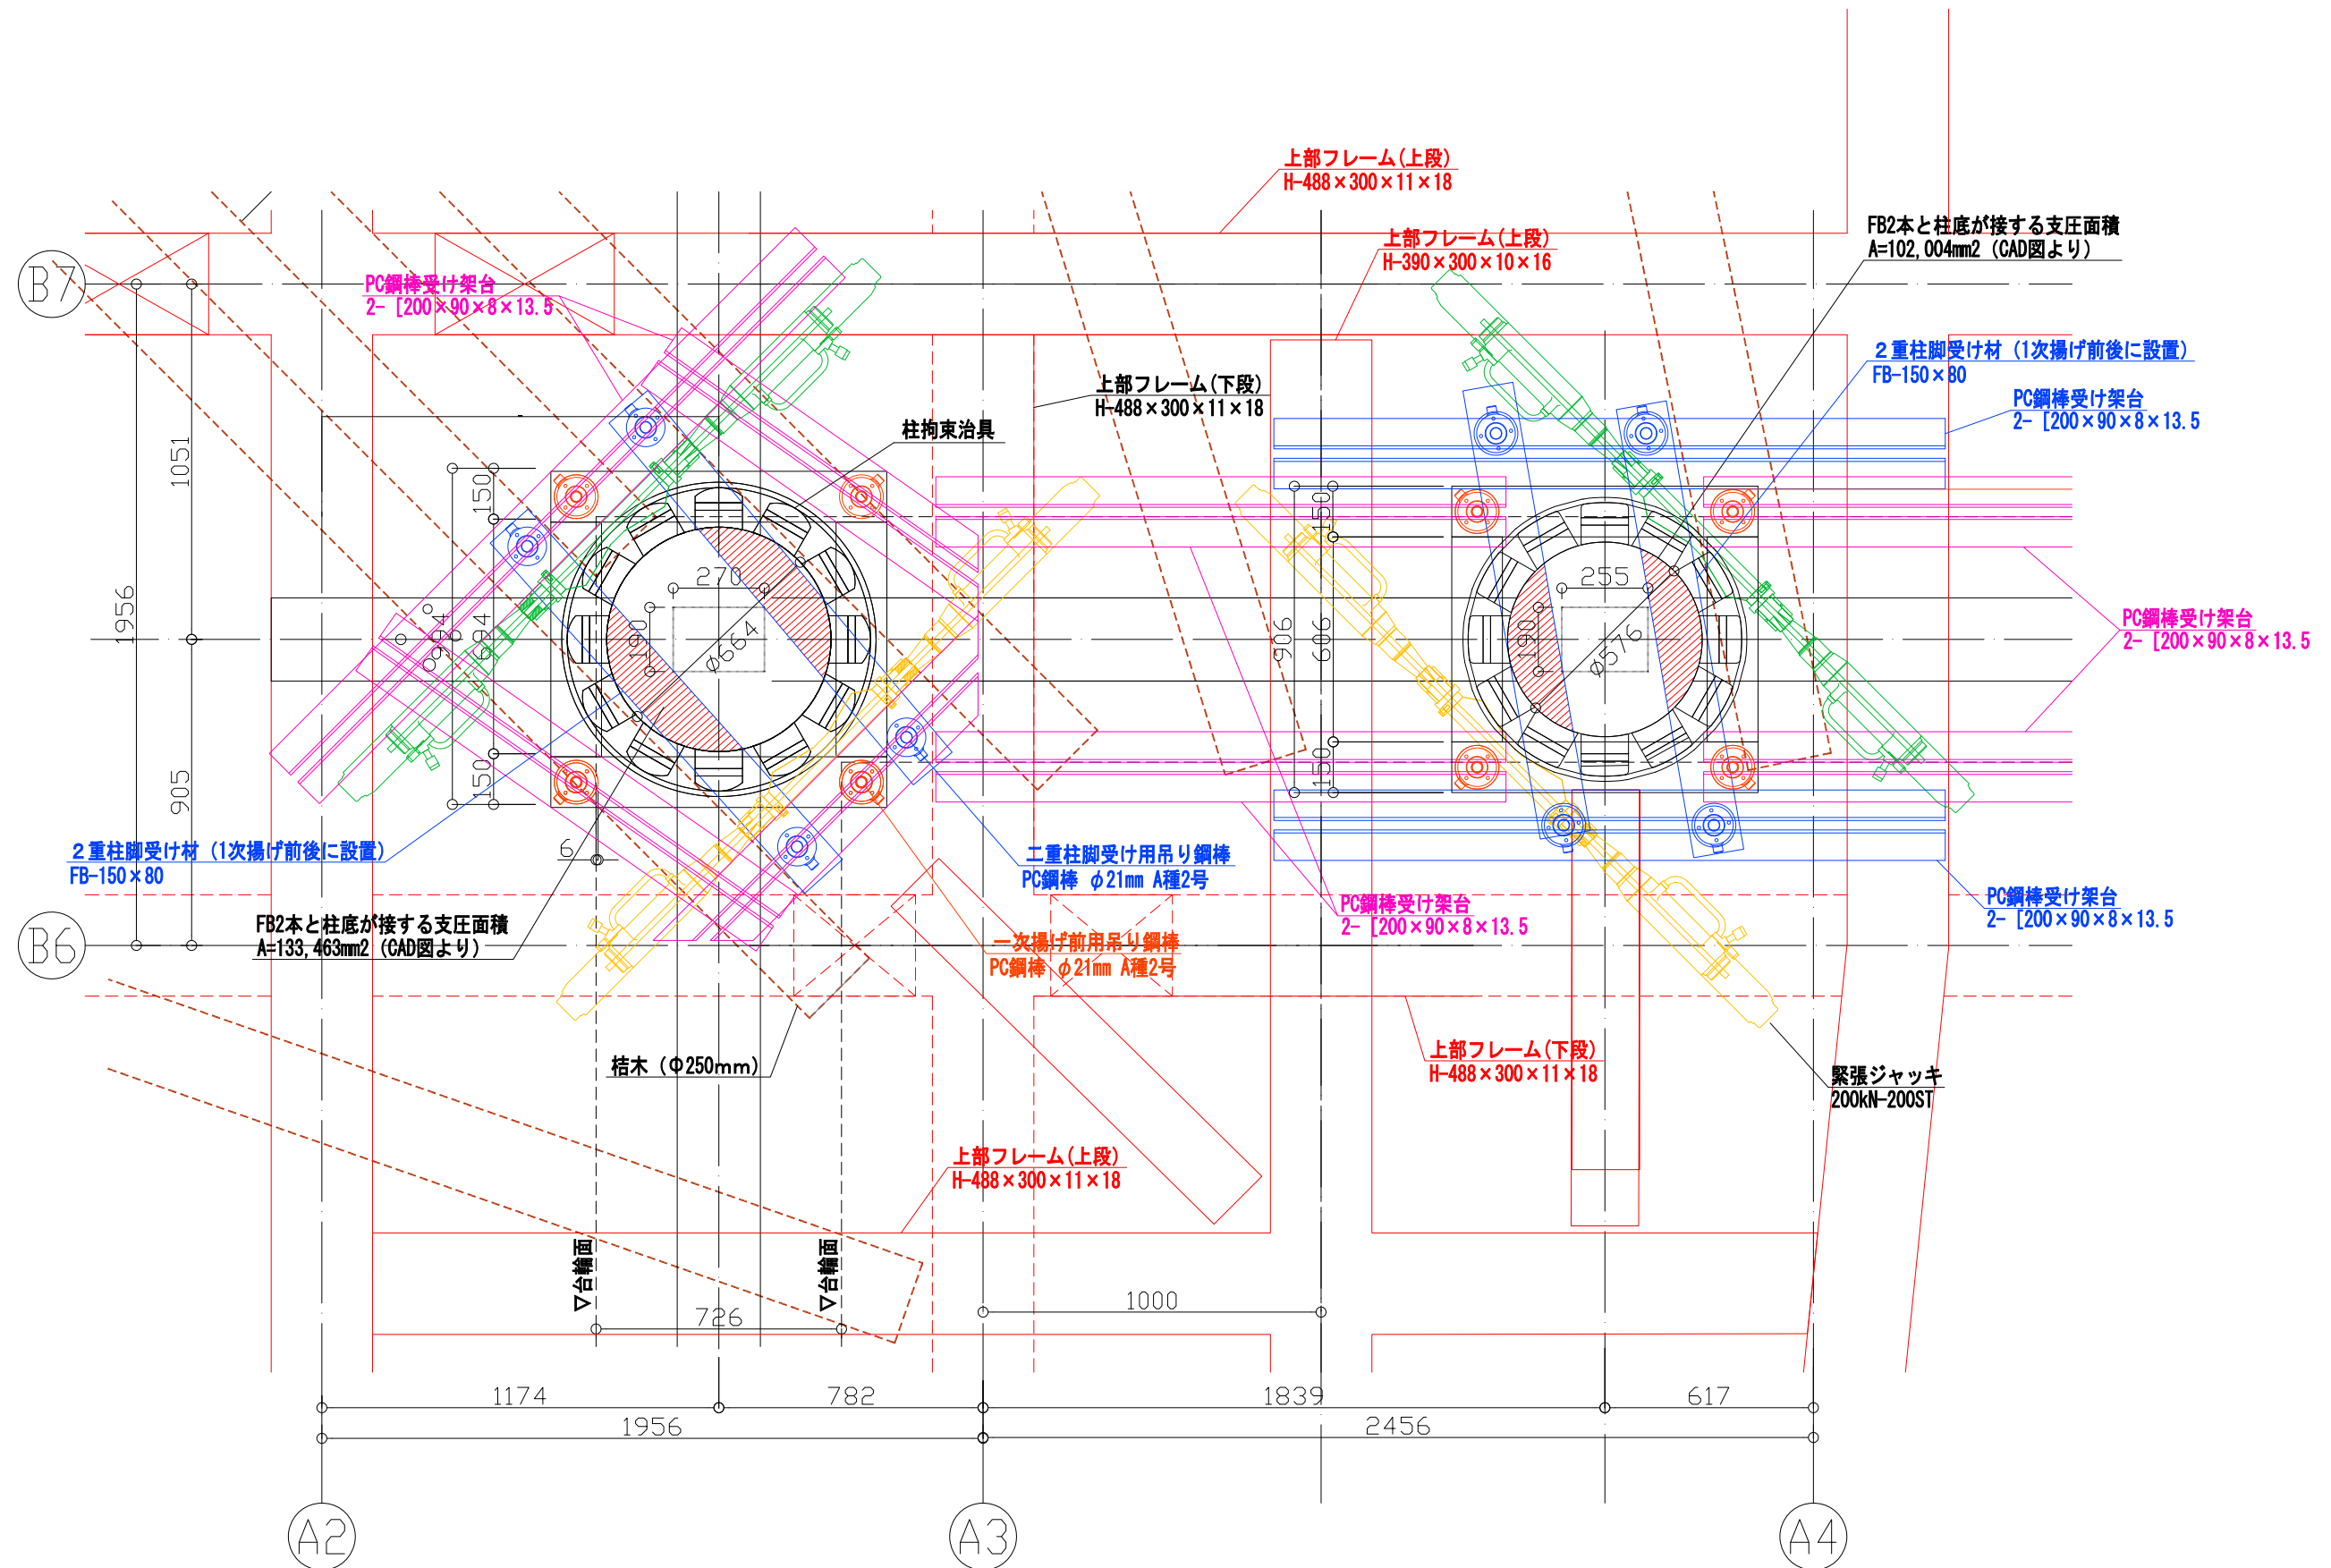 上部フレーム(上段)
H-488×300×11×18
上部フレーム(上段)
H-390×300×10×16
FB2本と柱底が接する支圧面積
A=102,004mm2 (CAD図より)
B7
PC鋼棒受け架台
2- [200×90×8×13.5
２重柱脚受け材 (1次揚げ前後に設置)
FB-150×80
上部フレーム(下段)
H-488×300×11×18
PC鋼棒受け架台
2- [200×90×8×13.5
柱拘束治具
1051
150
150
1956
270
190
φ664
994
694
255
190
φ576
906
606
PC鋼棒受け架台
2- [200×90×8×13.5
905
150
150
6
２重柱脚受け材 (1次揚げ前後に設置)
FB-150×80
二重柱脚受け用吊り鋼棒
PC鋼棒 φ21mm A種2号
PC鋼棒受け架台
2- [200×90×8×13.5
PC鋼棒受け架台
2- [200×90×8×13.5
FB2本と柱底が接する支圧面積
A=133,463mm2 (CAD図より)
B6
一次揚げ前用吊り鋼棒
PC鋼棒 φ21mm A種2号
桔木 (Φ250mm)
上部フレーム(下段)
H-488×300×11×18
緊張ジャッキ
200kN-200ST
上部フレーム(上段)
H-488×300×11×18
▽台輪面
▽台輪面
726
1000
1174
782
1839
617
1956
2456
A2
A3
A4